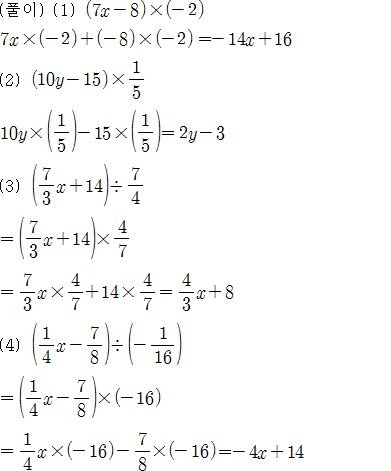 (풀이) (1) (7x−8)×(−2)
7x×(−2)+(−8)×(−2)=−14x+16
(2) (10y−15)×1/5
10y×(1/5)−15×(1/5)=2y−3
(3) (7/3x+14)÷7/4
=(7/3x+14)×4/7
=7/3x×4/7+14×4/7=4/3x+8
(4) (1/4x−7/8)÷(−1/16)
=(1/4x−7/8)×(−16)
=1/4x×(−16)−7/8×(−16)=−4x+14